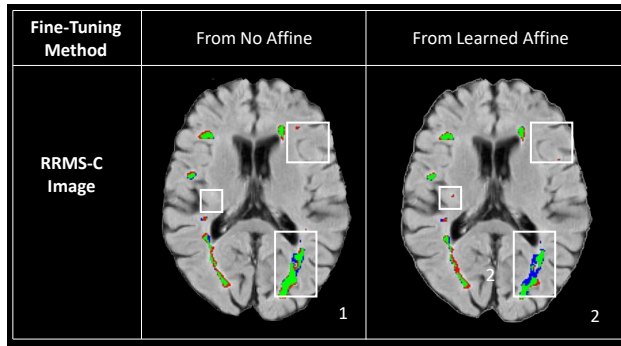 Fine-Tuning
Method
From No Affine
From Learned Affine
RRMS-C
Image
1
2
2